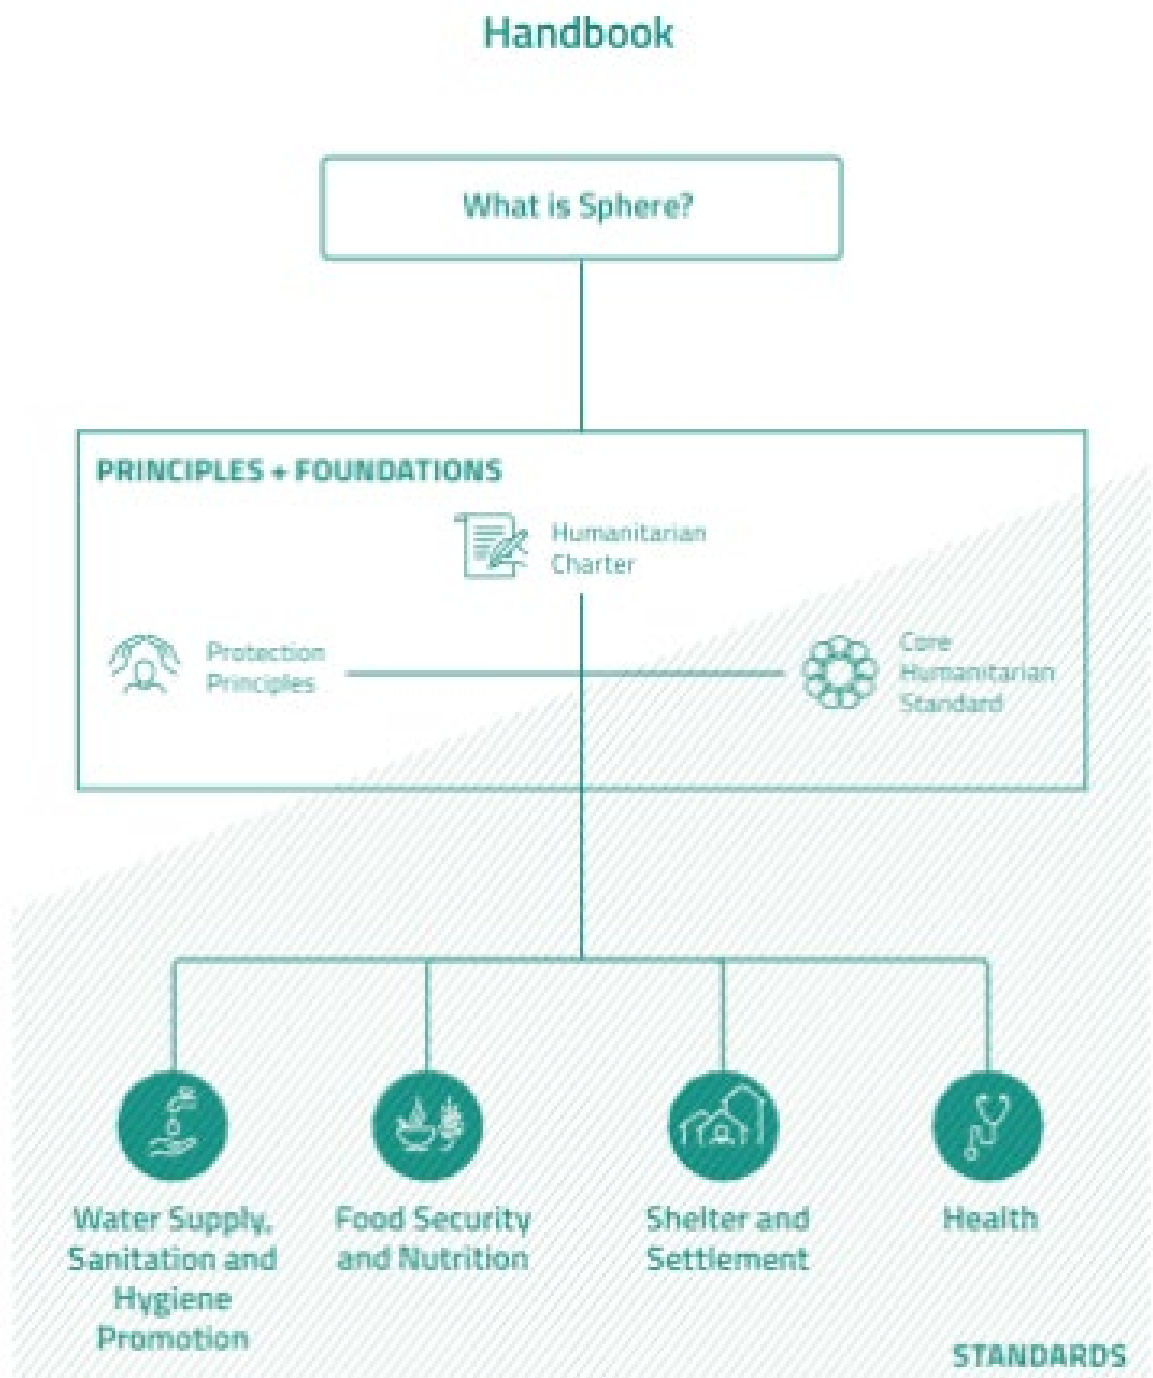 Handbook
What is Sphere?
PRINCIPLES + FOUNDATIONS
Humanitarian
Charter
Protection
Principles
Core
Humanitarian
Standard
Water Supply,
Sanitation and
Hygiene
Promotion
Food Security
and Nutrition
Shelter and
Settlement
Health
STANDARDS